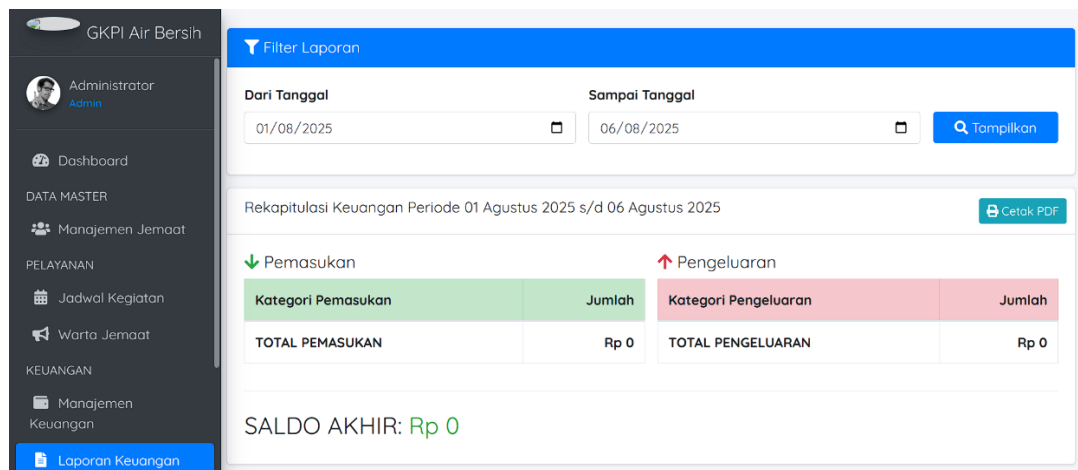 GKPI Air Bersih
Administrator
Admin
Dashboard
DATA MASTER
Manajemen Jemaat
PELAYANAN
Jadwal Kegiatan
Warta Jemaat
KEUANGAN
Manajemen
Keuangan
Laporan Keuangan
Filter Laporan
Dari Tanggal Sampai Tanggal
01/08/2025 06/08/2025 Tampilkan
Rekapitulasi Keuangan Periode 01 Agustus 2025 s/d 06 Agustus 2025 Cetak PDF
Pemasukan Pengeluaran
Kategori Pemasukan Jumlah Kategori Pengeluaran Jumlah
TOTAL PEMASUKAN Rp 0 TOTAL PENGELUARAN Rp 0
SALDO AKHIR: Rp 0